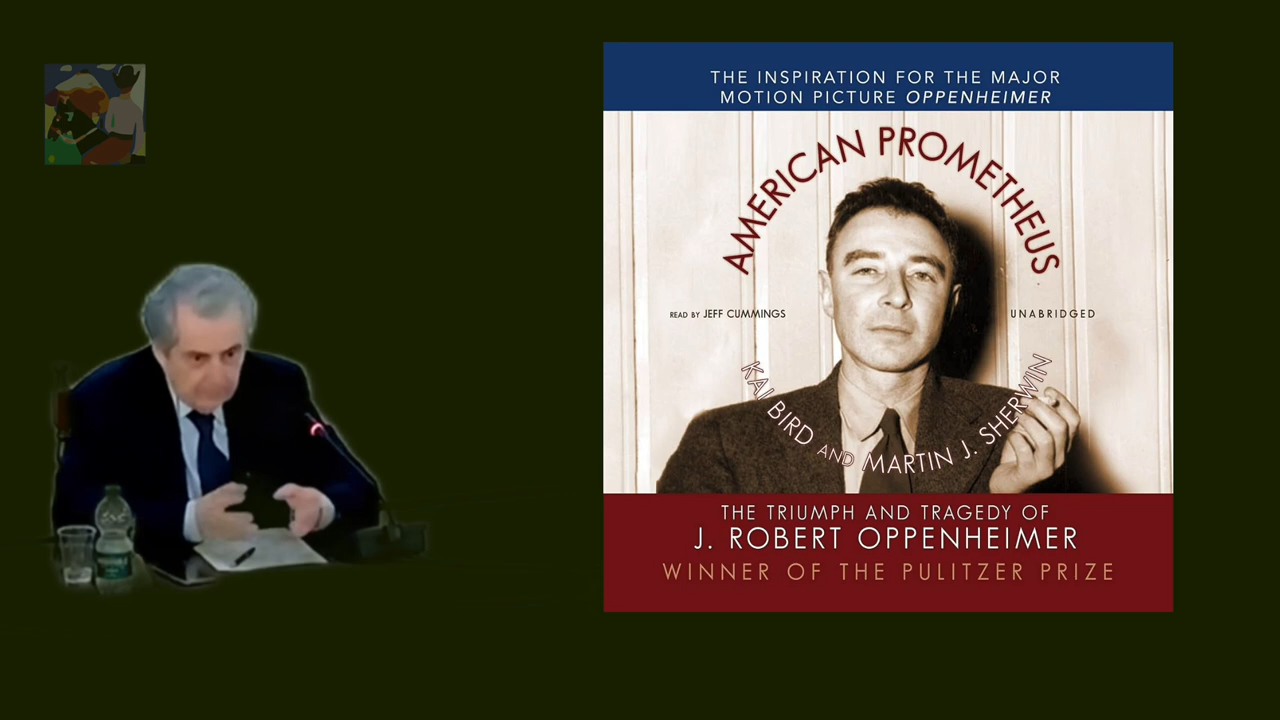 THE INSPIRATION FOR THE MAJOR
MOTION PICTURE OPPENHEIMER
AMERICAN PROMETHEUS
READ BY JEFF CUMMINGS
UNABRIDGED
KAI BIRD AND MARTIN J. SHERWIN
THE TRIUMPH AND TRAGEDY OF
J. ROBERT OPPENHEIMER
WINNER OF THE PULITZER PRIZE